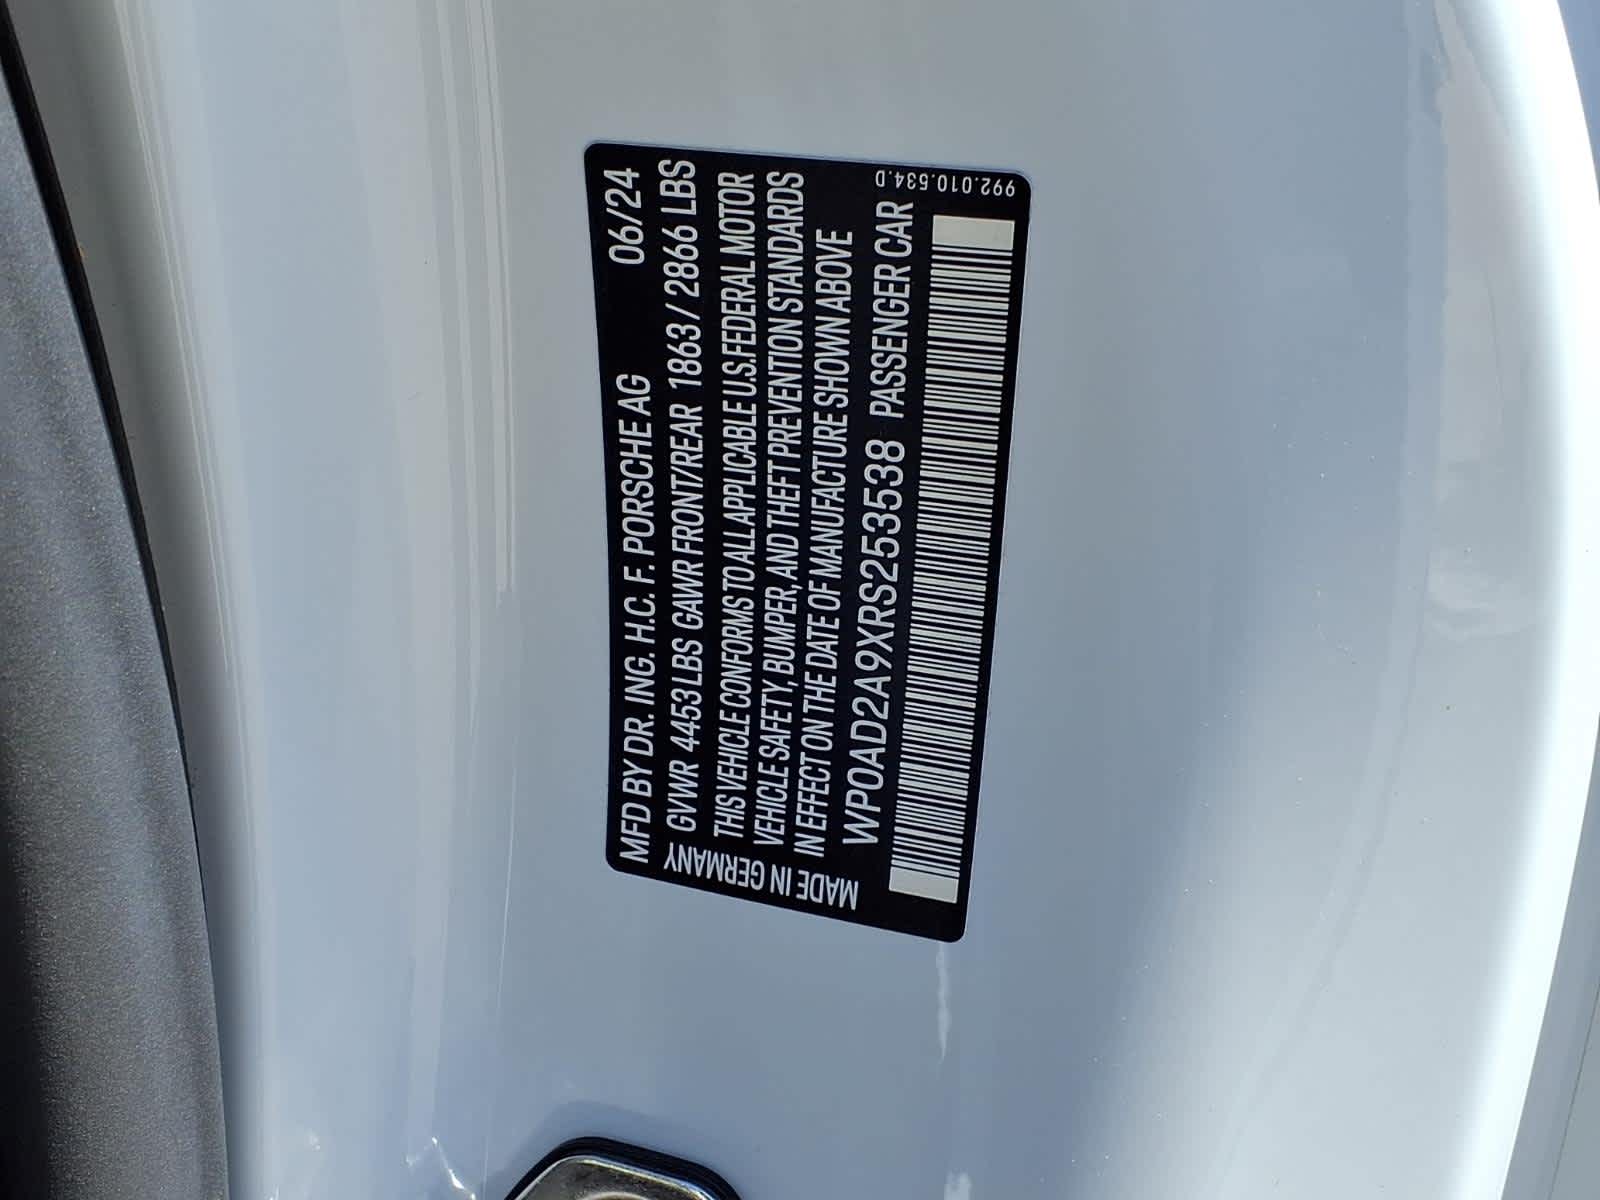 MFD BY DR. ING. H.C. F. PORSCHE AG 06/24
GVWR 4453 LBS GAWR FRONT/REAR 1863 / 2866 LBS
THIS VEHICLE CONFORMS TO ALL APPLICABLE U.S. FEDERAL MOTOR
VEHICLE SAFETY, BUMPER, AND THEFT PREVENTION STANDARDS
IN EFFECT ON THE DATE OF MANUFACTURE SHOWN ABOVE
WP0AD2A9XRS253538 PASSENGER CAR
MADE IN GERMANY
992.010.534.D